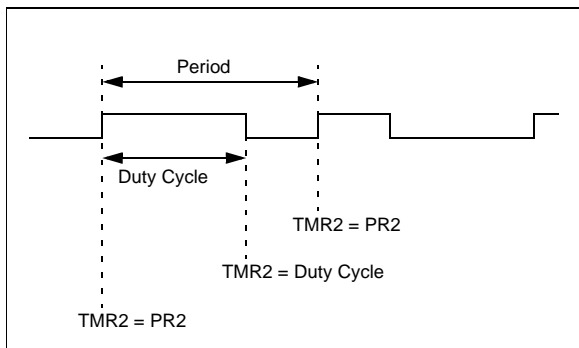 Period
Duty Cycle
TMR2 = PR2
TMR2 = Duty Cycle
TMR2 = PR2